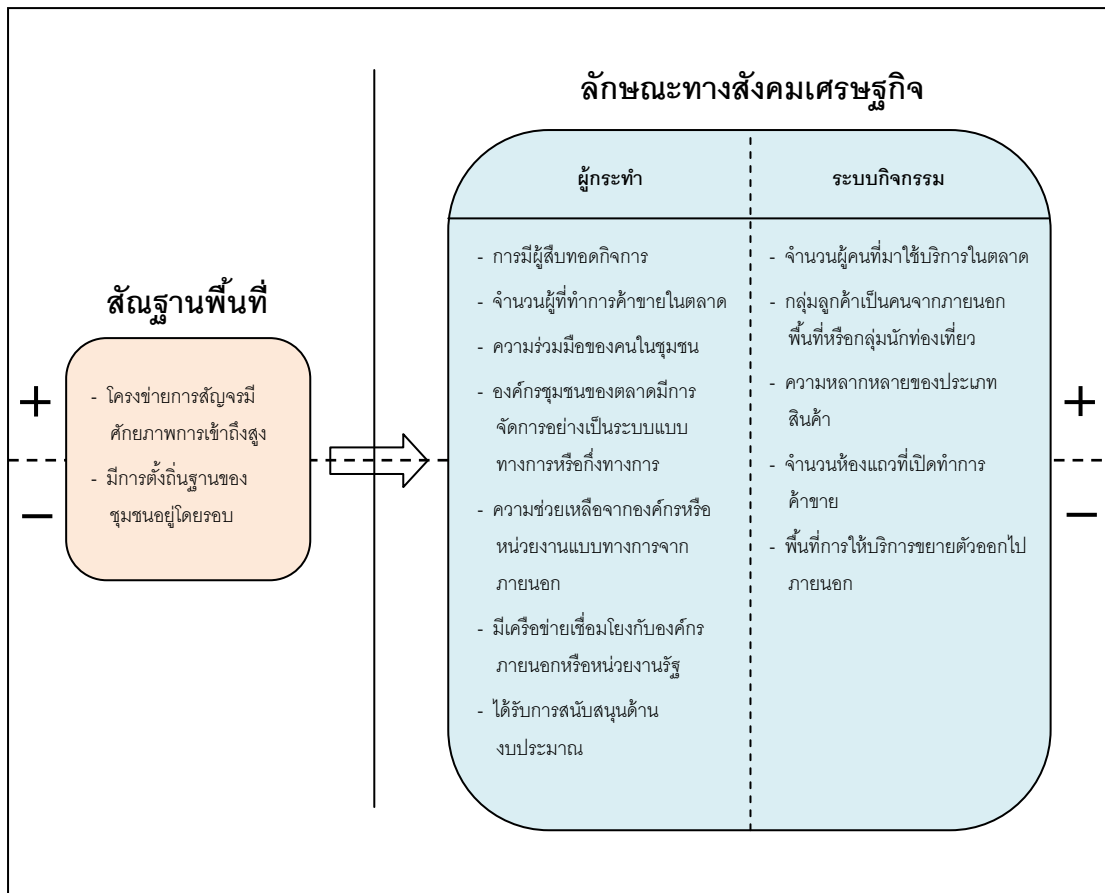 ลักษณะทางสังคมเศรษฐกิจ
สัณฐานพื้นที่
+
-
- โครงข่ายการสัญจรมี
ศักยภาพการเข้าถึงสูง
- มีการตั้งถิ่นฐานของ
ชุมชนอยู่โดยรอบ
ผู้กระทำ
- การมีผู้สืบทอดกิจการ
- จำนวนผู้ที่ทำการค้าขายในตลาด
- ความร่วมมือของคนในชุมชน
- องค์กรชุมชนของตลาดมีการ
จัดการอย่างเป็นระบบแบบ
ทางการหรือกึ่งทางการ
- ความช่วยเหลือจากองค์กรหรือ
หน่วยงานแบบทางการจาก
ภายนอก
- มีเครือข่ายเชื่อมโยงกับองค์กร
ภายนอกหรือหน่วยงานรัฐ
- ได้รับการสนับสนุนด้าน
งบประมาณ
ระบบกิจกรรม
- จำนวนผู้คนที่มาใช้บริการในตลาด
- กลุ่มลูกค้าเป็นคนจากภายนอก
พื้นที่หรือกลุ่มนักท่องเที่ยว
- ความหลากหลายของประเภท
สินค้า
- จำนวนห้องแถวที่เปิดทำการ
ค้าขาย
- พื้นที่การให้บริการขยายตัวออกไป
ภายนอก
+
-